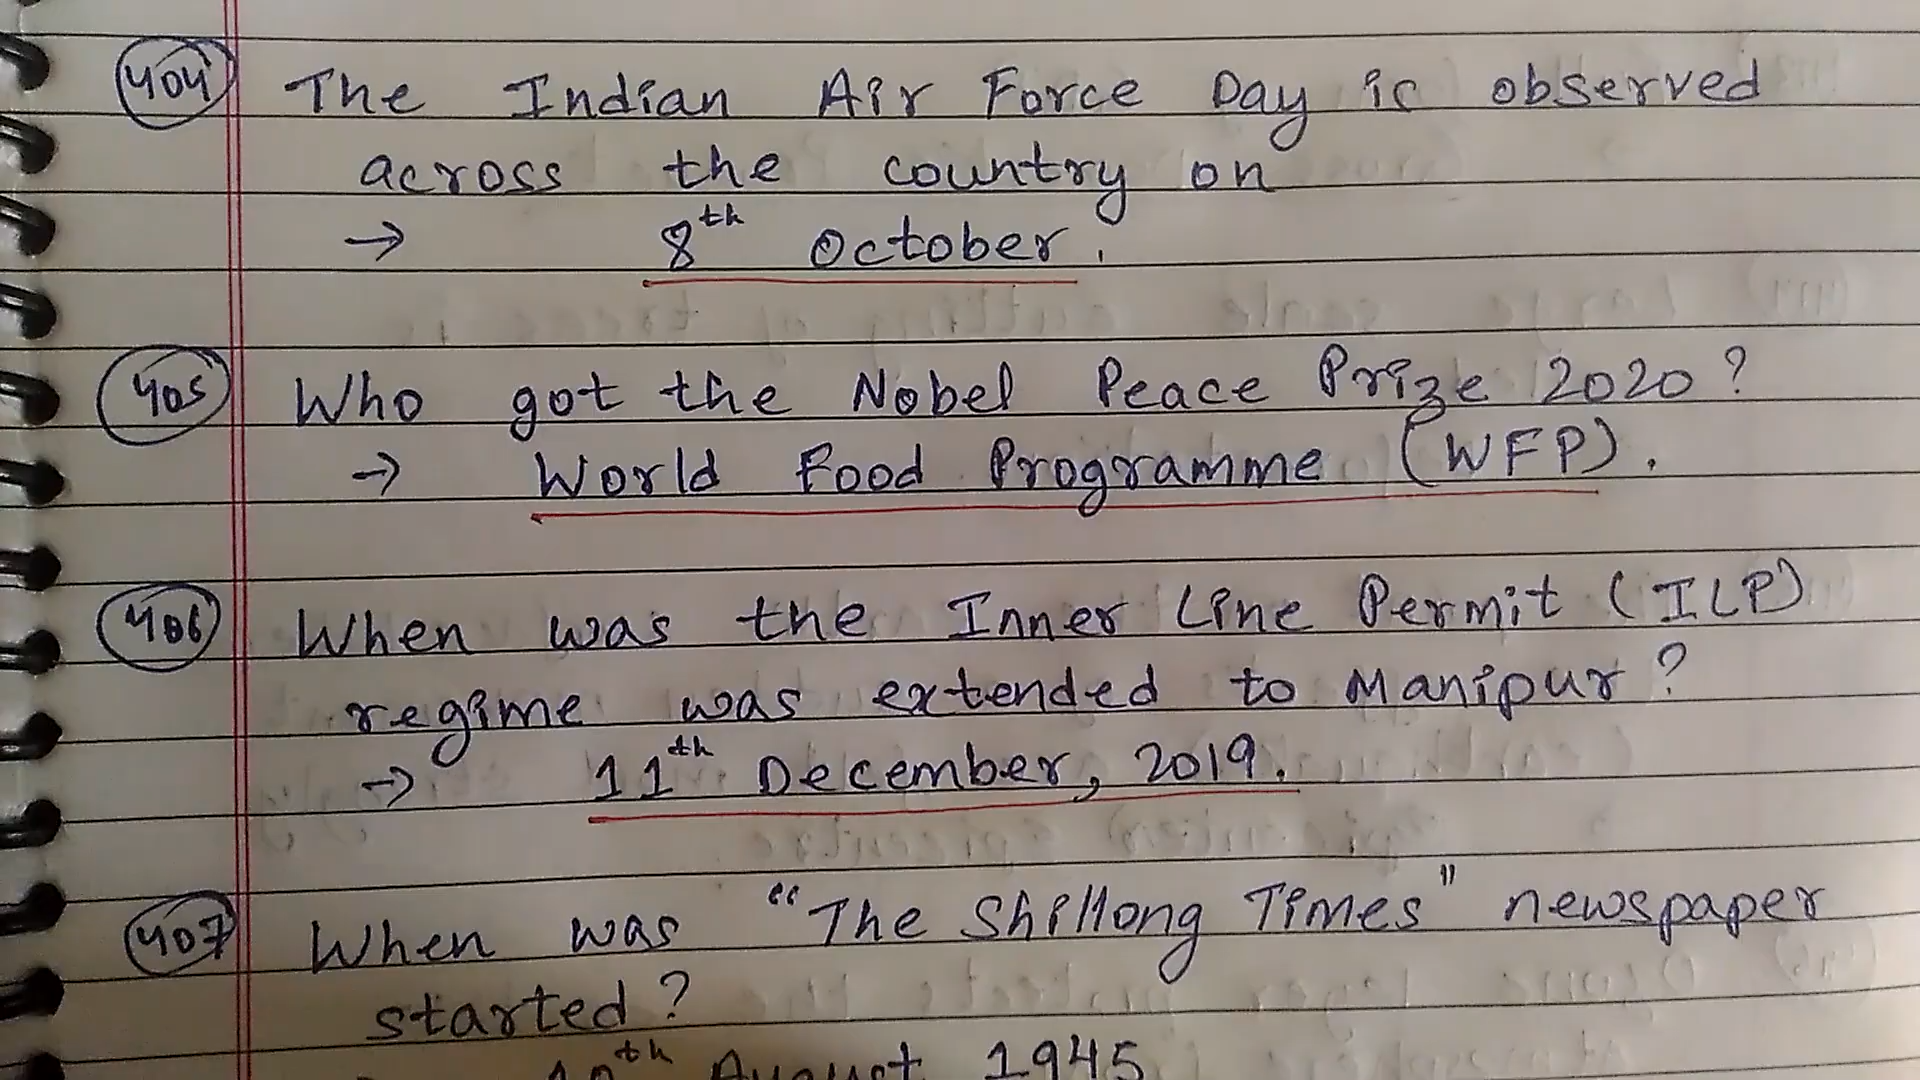 404 The Indian Air Force Day is observed
across the country on
→ 8th October.
405 Who got the Nobel Peace Prize 2020?
→ World Food Programme (WFP).
406 When was the Inner Line Permit (ILP)
regime was extended to Manipur?
→ 11th December, 2019.
407 When was "The Shillong Times" newspaper
started?
10th August 1945